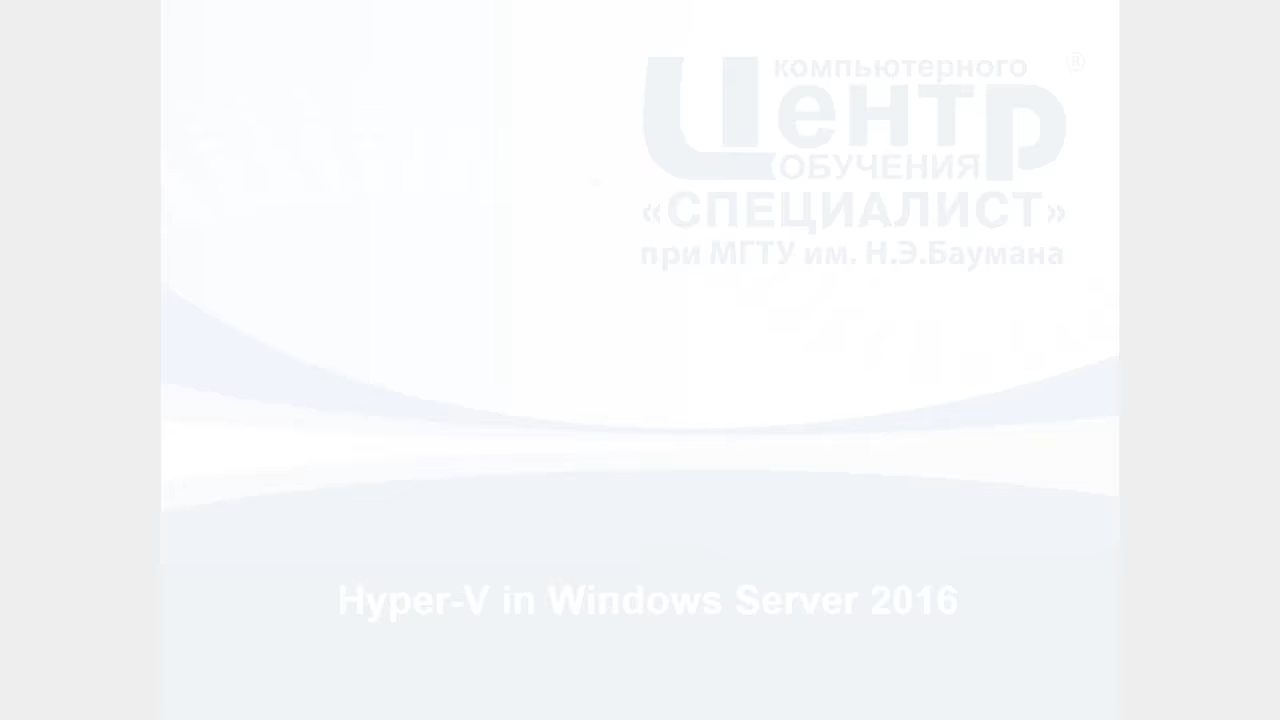 компьютерного ®
Центр
ОБУЧЕНИЯ
«СПЕЦИАЛИСТ»
при МГТУ им. Н.Э.Баумана
Hyper-V in Windows Server 2016